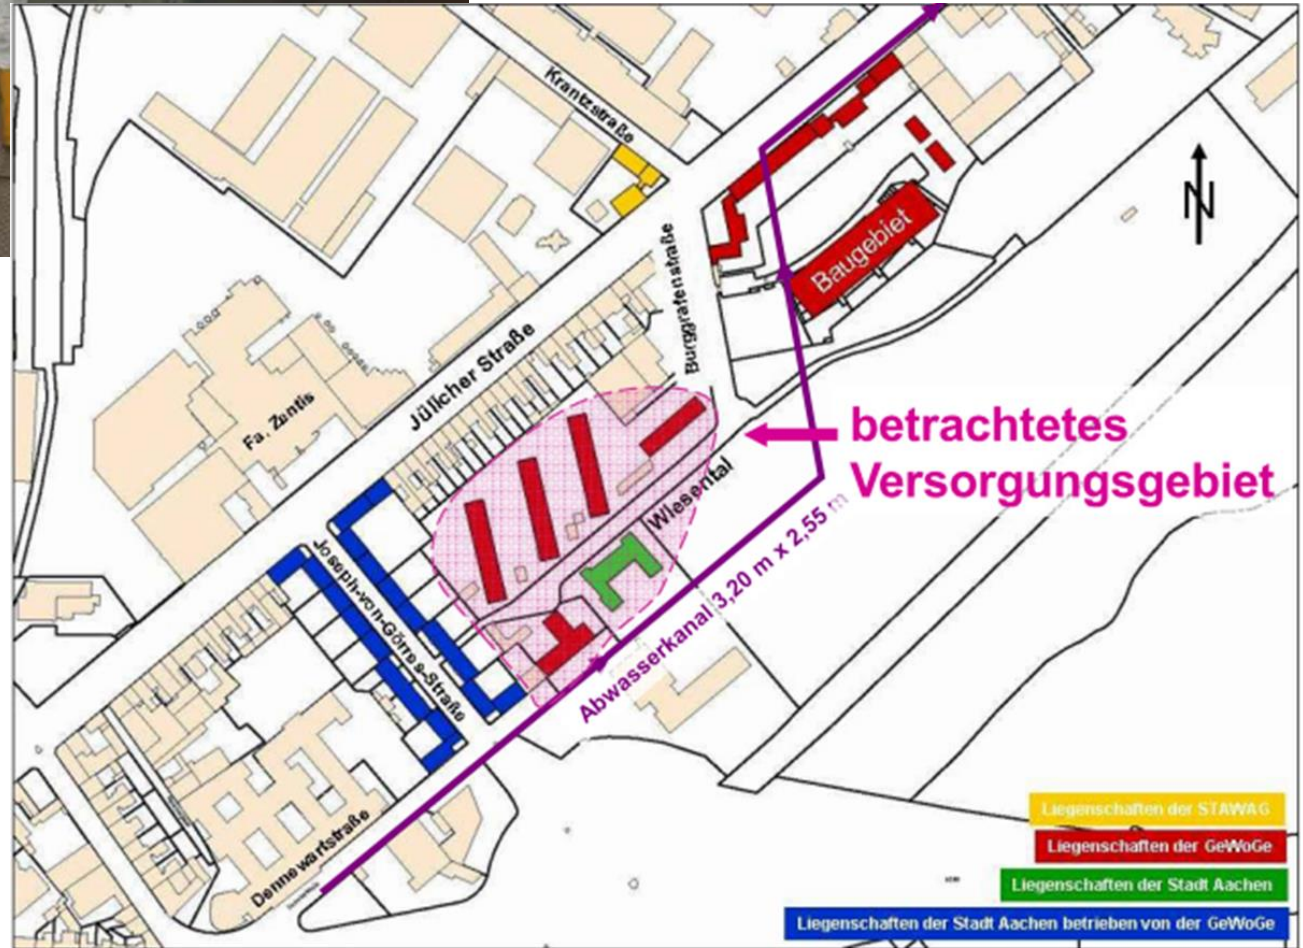 Krantzstraße
N
Burggrafenstraße
Baugebiet
Jülicher Straße
Fa. Zentis
betrachtetes
Versorgungsgebiet
Wiesental
Joseph-von-Görres-Straße
Abwasserkanal 3,20 m x 2,55 m
Dennewartstraße
Liegenschaften der STAWAG
Liegenschaften der GeWoGe
Liegenschaften der Stadt Aachen
Liegenschaften der Stadt Aachen betrieben von der GeWoGe